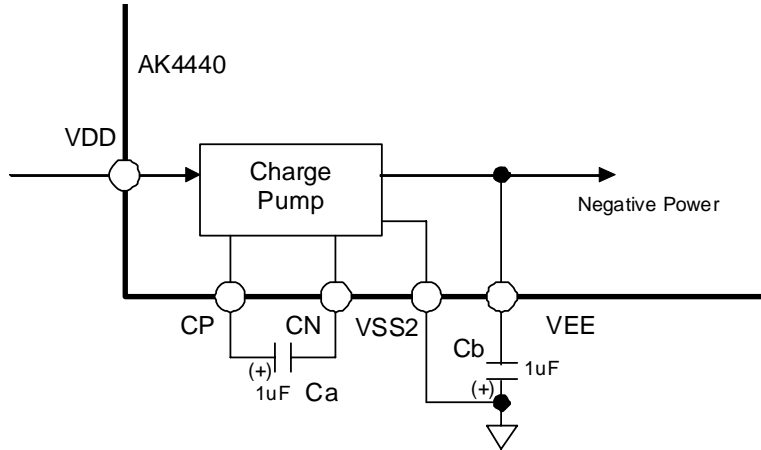 AK4440
VDD
Charge
Pump
Negative Power
CP
CN
VSS2
VEE
Cb
1uF
(+)
(+)
1uF
Ca